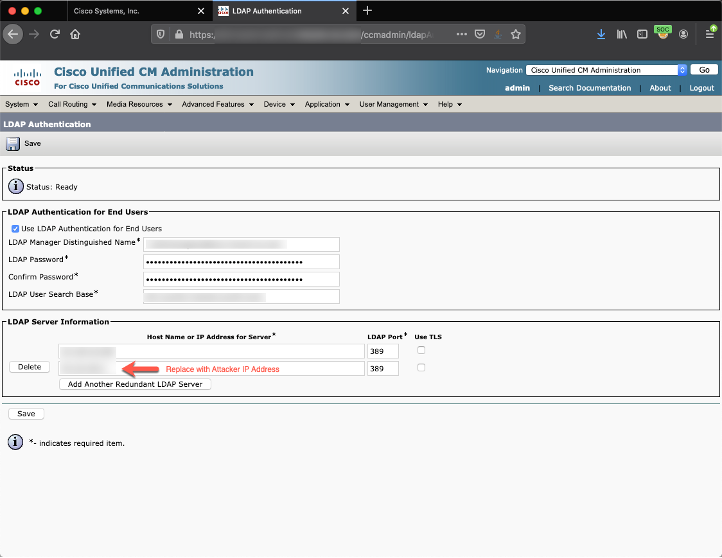 Cisco Systems, Inc.
LDAP Authentication
https:
/ccmadmin/ldapA
SOC
CISCO
Cisco Unified CM Administration
For Cisco Unified Communications Solutions
Navigation Cisco Unified CM Administration Go
admin | Search Documentation | About | Logout
System Call Routing Media Resources Advanced Features Device Application User Management Help
LDAP Authentication
Save
Status
Status: Ready
LDAP Authentication for End Users
Use LDAP Authentication for End Users
LDAP Manager Distinguished Name*
LDAP Password*
Confirm Password*
LDAP User Search Base*
LDAP Server Information
Host Name or IP Address for Server* LDAP Port* Use TLS
389
Delete Replace with Attacker IP Address 389
Add Another Redundant LDAP Server
Save
*- indicates required item.